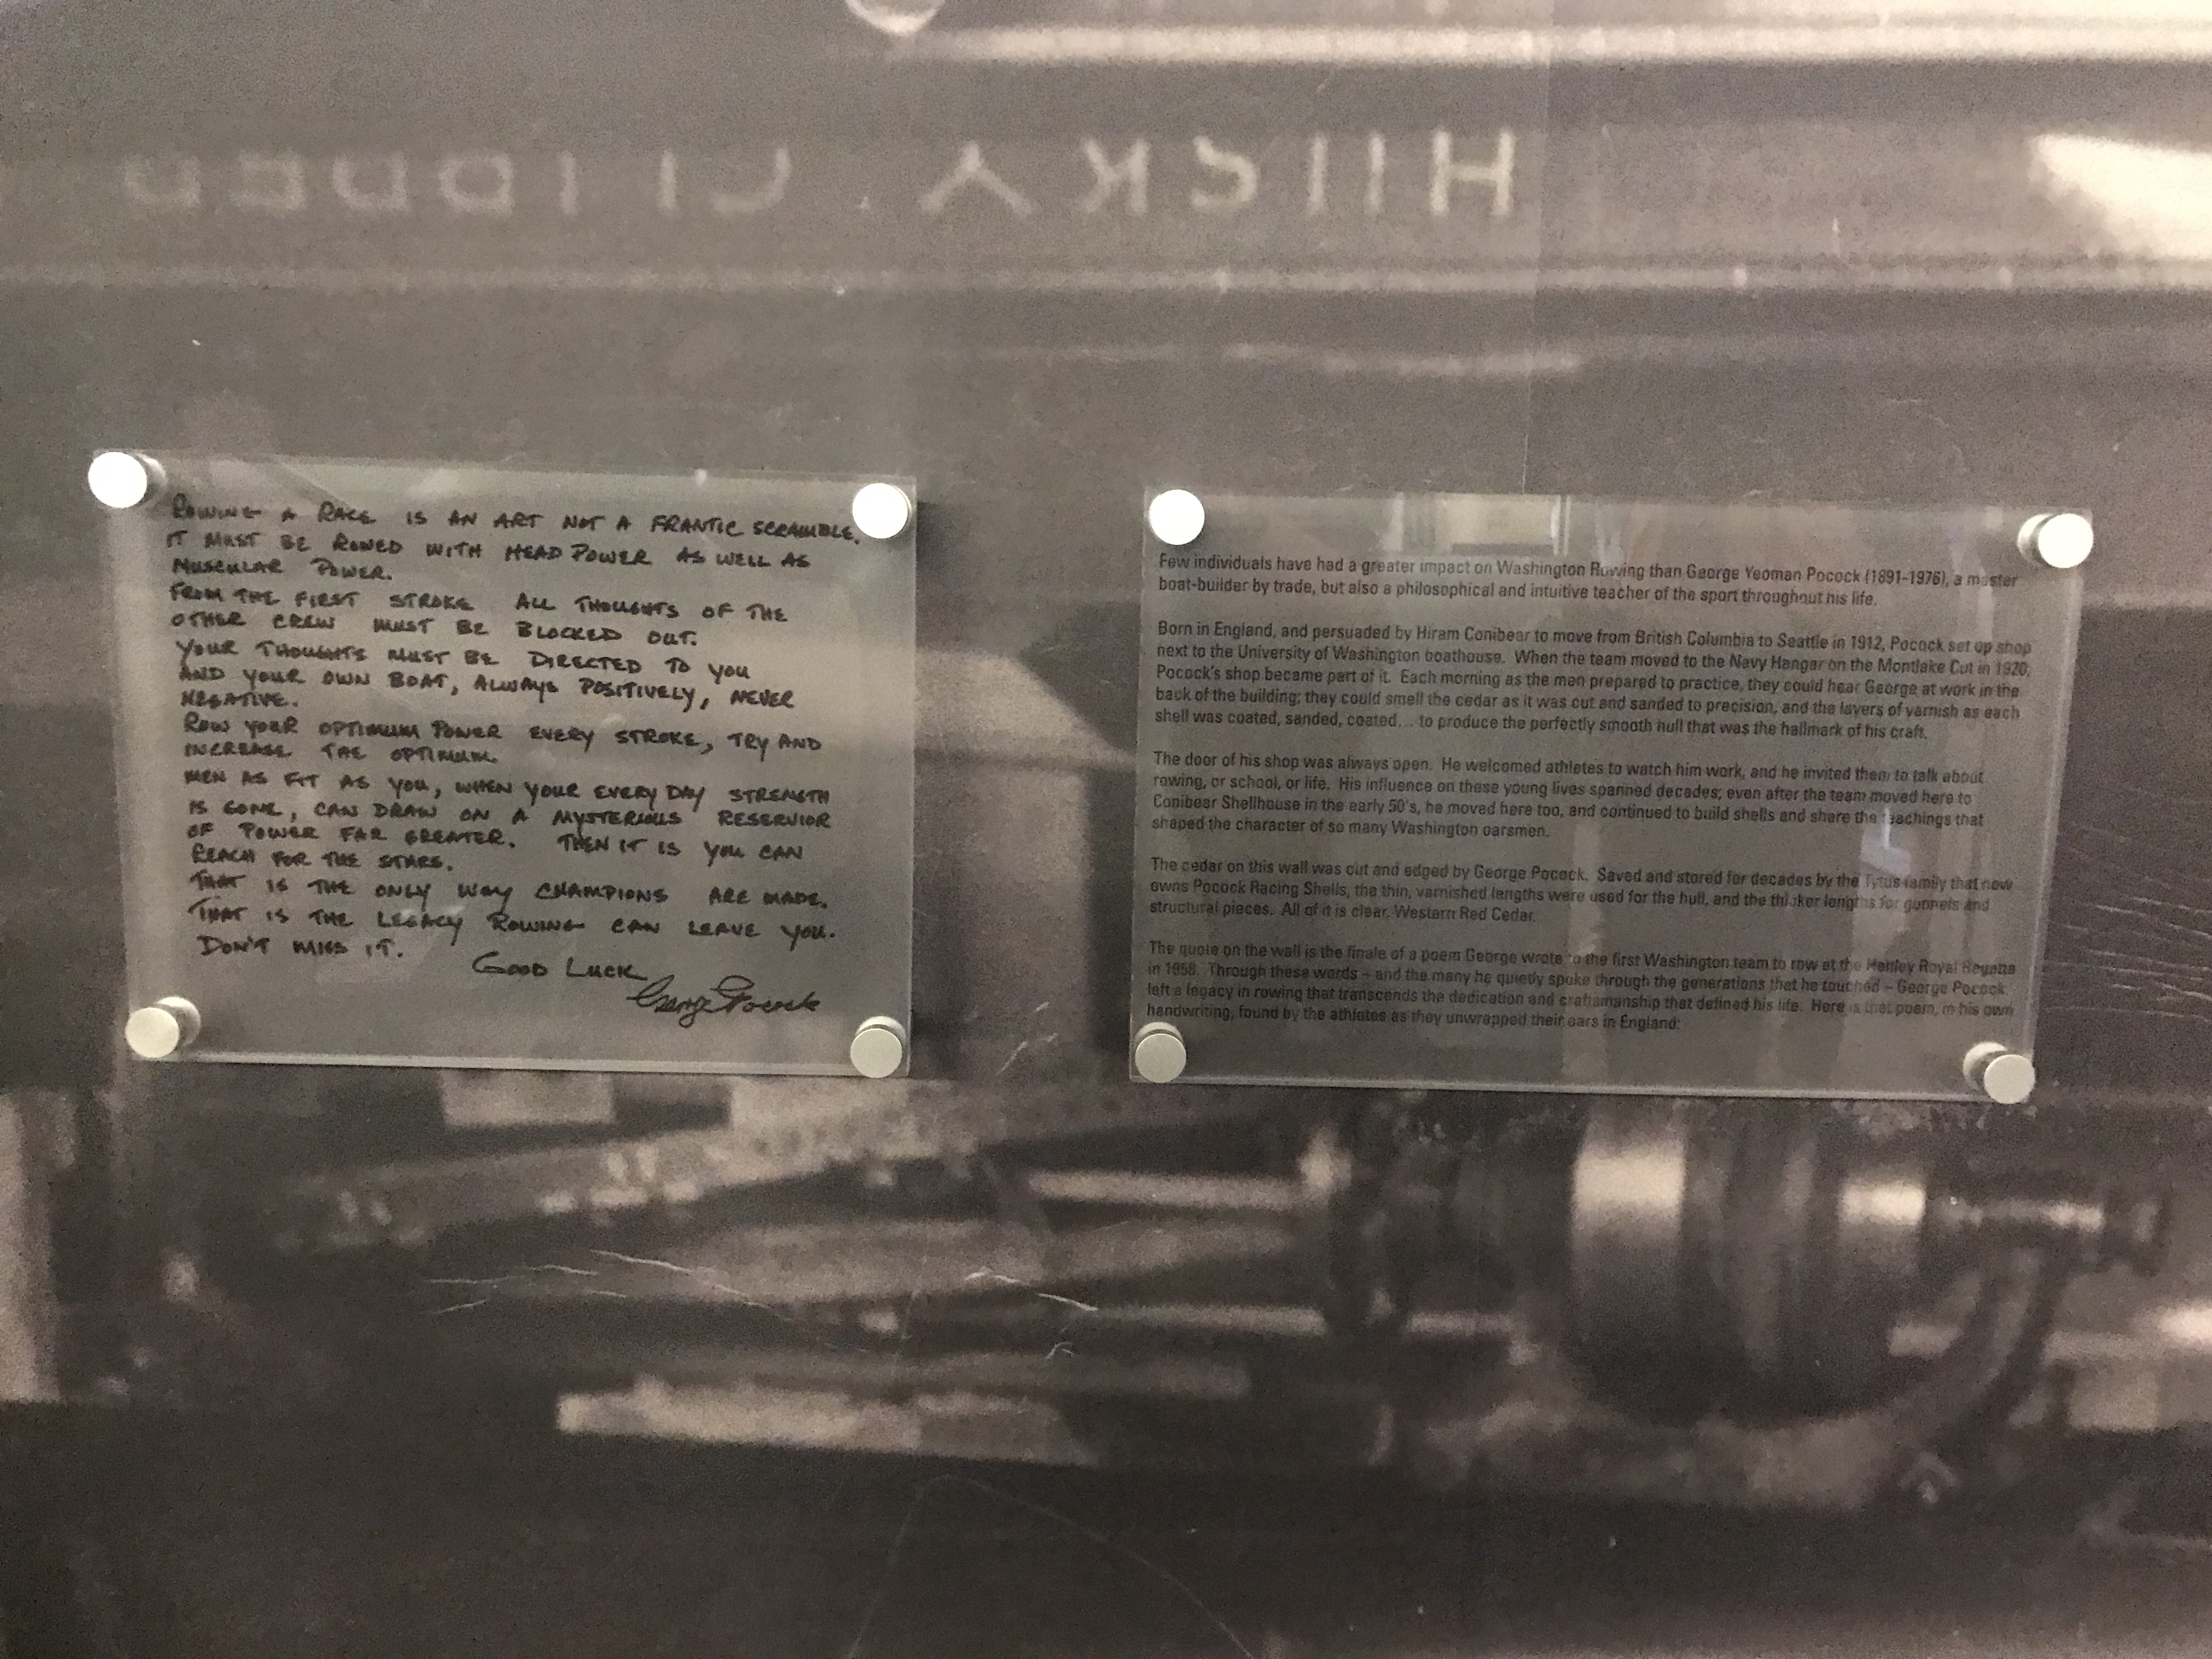 ROWING A RACE IS AN ART NOT A FRANTIC SCRAMBLE.
IT MUST BE ROWED WITH HEAD POWER AS WELL AS
MUSCULAR POWER.
FROM THE FIRST STROKE ALL THOUGHTS OF THE
OTHER CREW MUST BE BLOCKED OUT.
YOUR THOUGHTS MUST BE DIRECTED TO YOU
AND YOUR OWN BOAT, ALWAYS POSITIVELY, NEVER
NEGATIVE.
ROW YOUR OPTIMUM POWER EVERY STROKE, TRY AND
INCREASE THE OPTIMUM.
MEN AS FIT AS YOU, WHEN YOUR EVERY DAY STRENGTH
IS GONE, CAN DRAW ON A MYSTERIOUS RESERVIOR
OF POWER FAR GREATER. THEN IT IS YOU CAN
REACH FOR THE STARS.
THAT IS THE ONLY WAY CHAMPIONS ARE MADE.
THAT IS THE LEGACY ROWING CAN LEAVE YOU.
DON'T MISS IT.
GOOD LUCK
George Pocock
Few individuals have had a greater impact on Washington Rowing than George Yeoman Pocock (1891-1976), a master
boat-builder by trade, but also a philosophical and intuitive teacher of the sport throughout his life.
Born in England, and persuaded by Hiram Conibear to move from British Columbia to Seattle in 1912, Pocock set up shop
next to the University of Washington boathouse. When the team moved to the Navy Hangar on the Montlake Cut in 1920,
Pocock's shop became part of it. Each morning as the men prepared to practice, they could hear George at work in the
back of the building; they could smell the cedar as it was cut and sanded to precision, and the layers of varnish as each
shell was coated, sanded, coated... to produce the perfectly smooth hull that was the hallmark of his craft.
The door of his shop was always open. He welcomed athletes to watch him work, and he invited them to talk about
rowing, or school, or life. His influence on these young lives spanned decades; even after the team moved here to
Conibear Shellhouse in the early 50's, he moved here too, and continued to build shells and share the teachings that
shaped the character of so many Washington oarsmen.
The cedar on this wall was cut and edged by George Pocock. Saved and stored for decades by the Tytus family that now
owns Pocock Racing Shells, the thin, varnished lengths were used for the hull, and the thicker lengths for gunnels and
structural pieces. All of it is clear, Western Red Cedar.
The quote on the wall is the finale of a poem George wrote to the first Washington team to row at the Henley Royal Regatta
in 1958. Through these words – and the many he quietly spoke through the generations that he touched – George Pocock
left a legacy in rowing that transcends the dedication and craftsmanship that defined his life. Here is that poem, in his own
handwriting, found by the athletes as they unwrapped their oars in England: